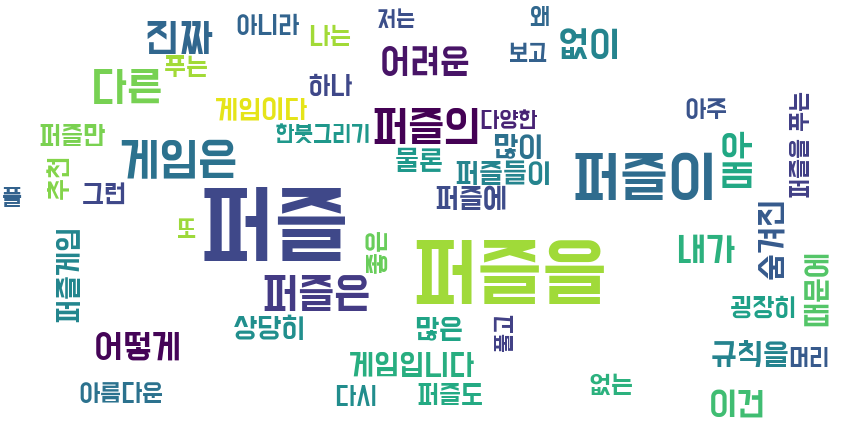 왜
저는
아니라
나는
진짜
어려운
보고
없이
푸는
다른
하나
게임이다
퍼즐의
다양한
아주
퍼즐을 푸는
한붓그리기
퍼즐만
많이
게임은
물론
퍼즐들이
퍼즐이
추천
그런
퍼즐에
풀
퍼즐
또
퍼즐을
좋은
내가
숨겨진
퍼즐게임
퍼즐은
때문에
굉장히
상당히
많은
풀고
어떻게
규칙을
머리
게임입니다
아름다운
다시
퍼즐도
없는
이건